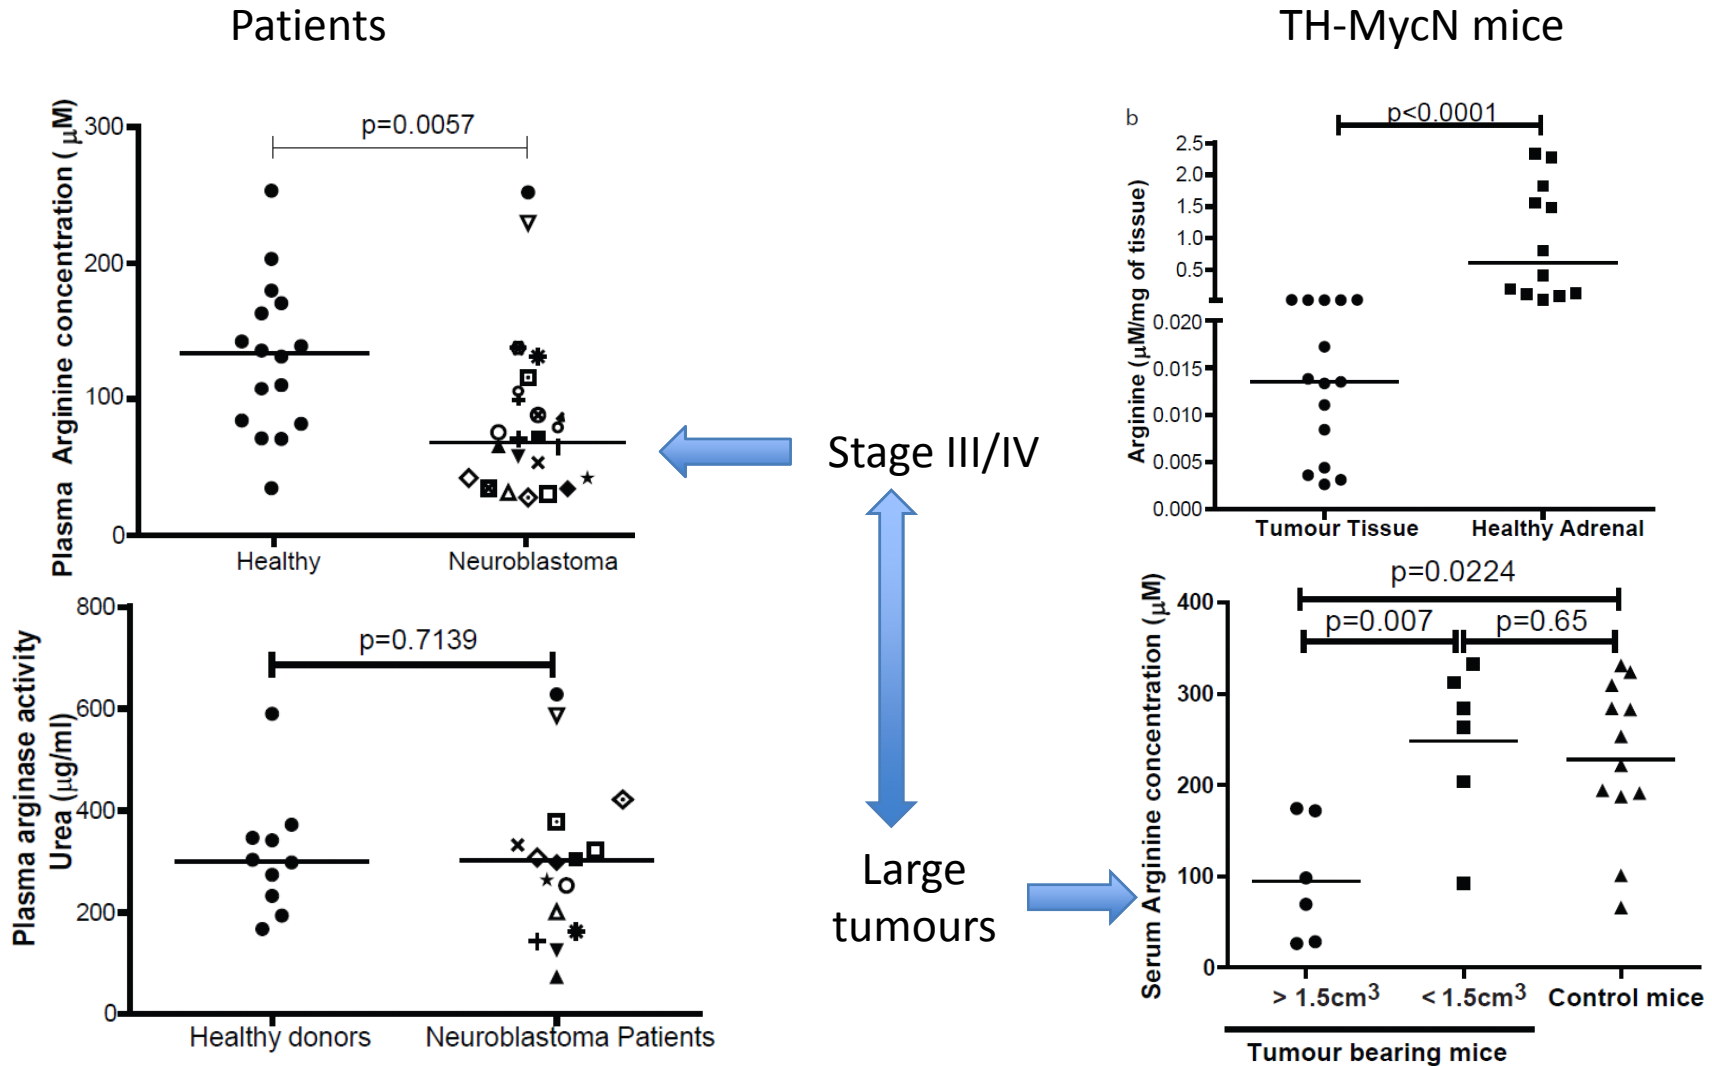 Patients
TH-MycN mice
Plasma Arginine concentration ( µM)
300
200
100
0
p=0.0057
Healthy
Neuroblastoma
b
Arginine (µM/mg of tissue)
2.5
2.0
1.5
1.0
0.5
0.020
0.015
0.010
0.005
0.000
p<0.0001
Tumour Tissue
Healthy Adrenal
Stage III/IV
Large
tumours
Plasma arginase activity
Urea (µg/ml)
800
600
400
200
0
p=0.7139
Healthy donors
Neuroblastoma Patients
Serum Arginine concentration (µM)
400
300
200
100
0
p=0.0224
p=0.007
p=0.65
> 1.5cm³
< 1.5cm³
Control mice
Tumour bearing mice